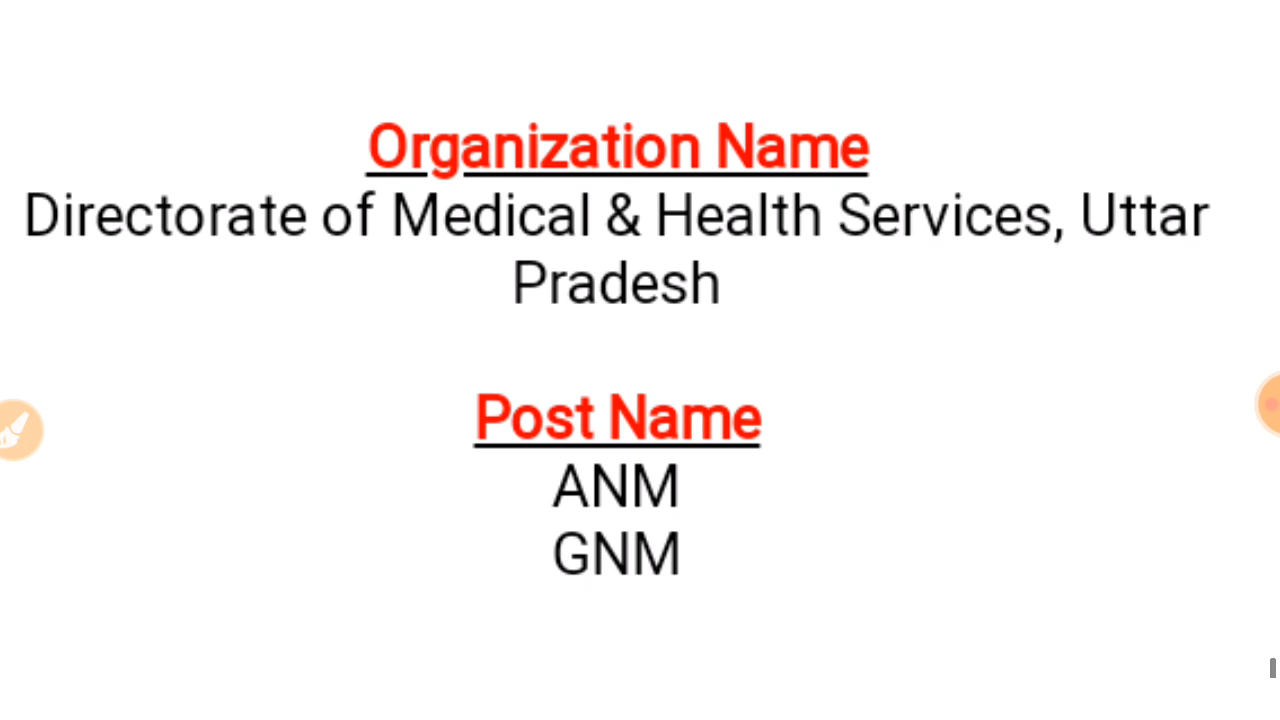 Organization Name
Directorate of Medical & Health Services, Uttar
Pradesh
Post Name
ANM
GNM